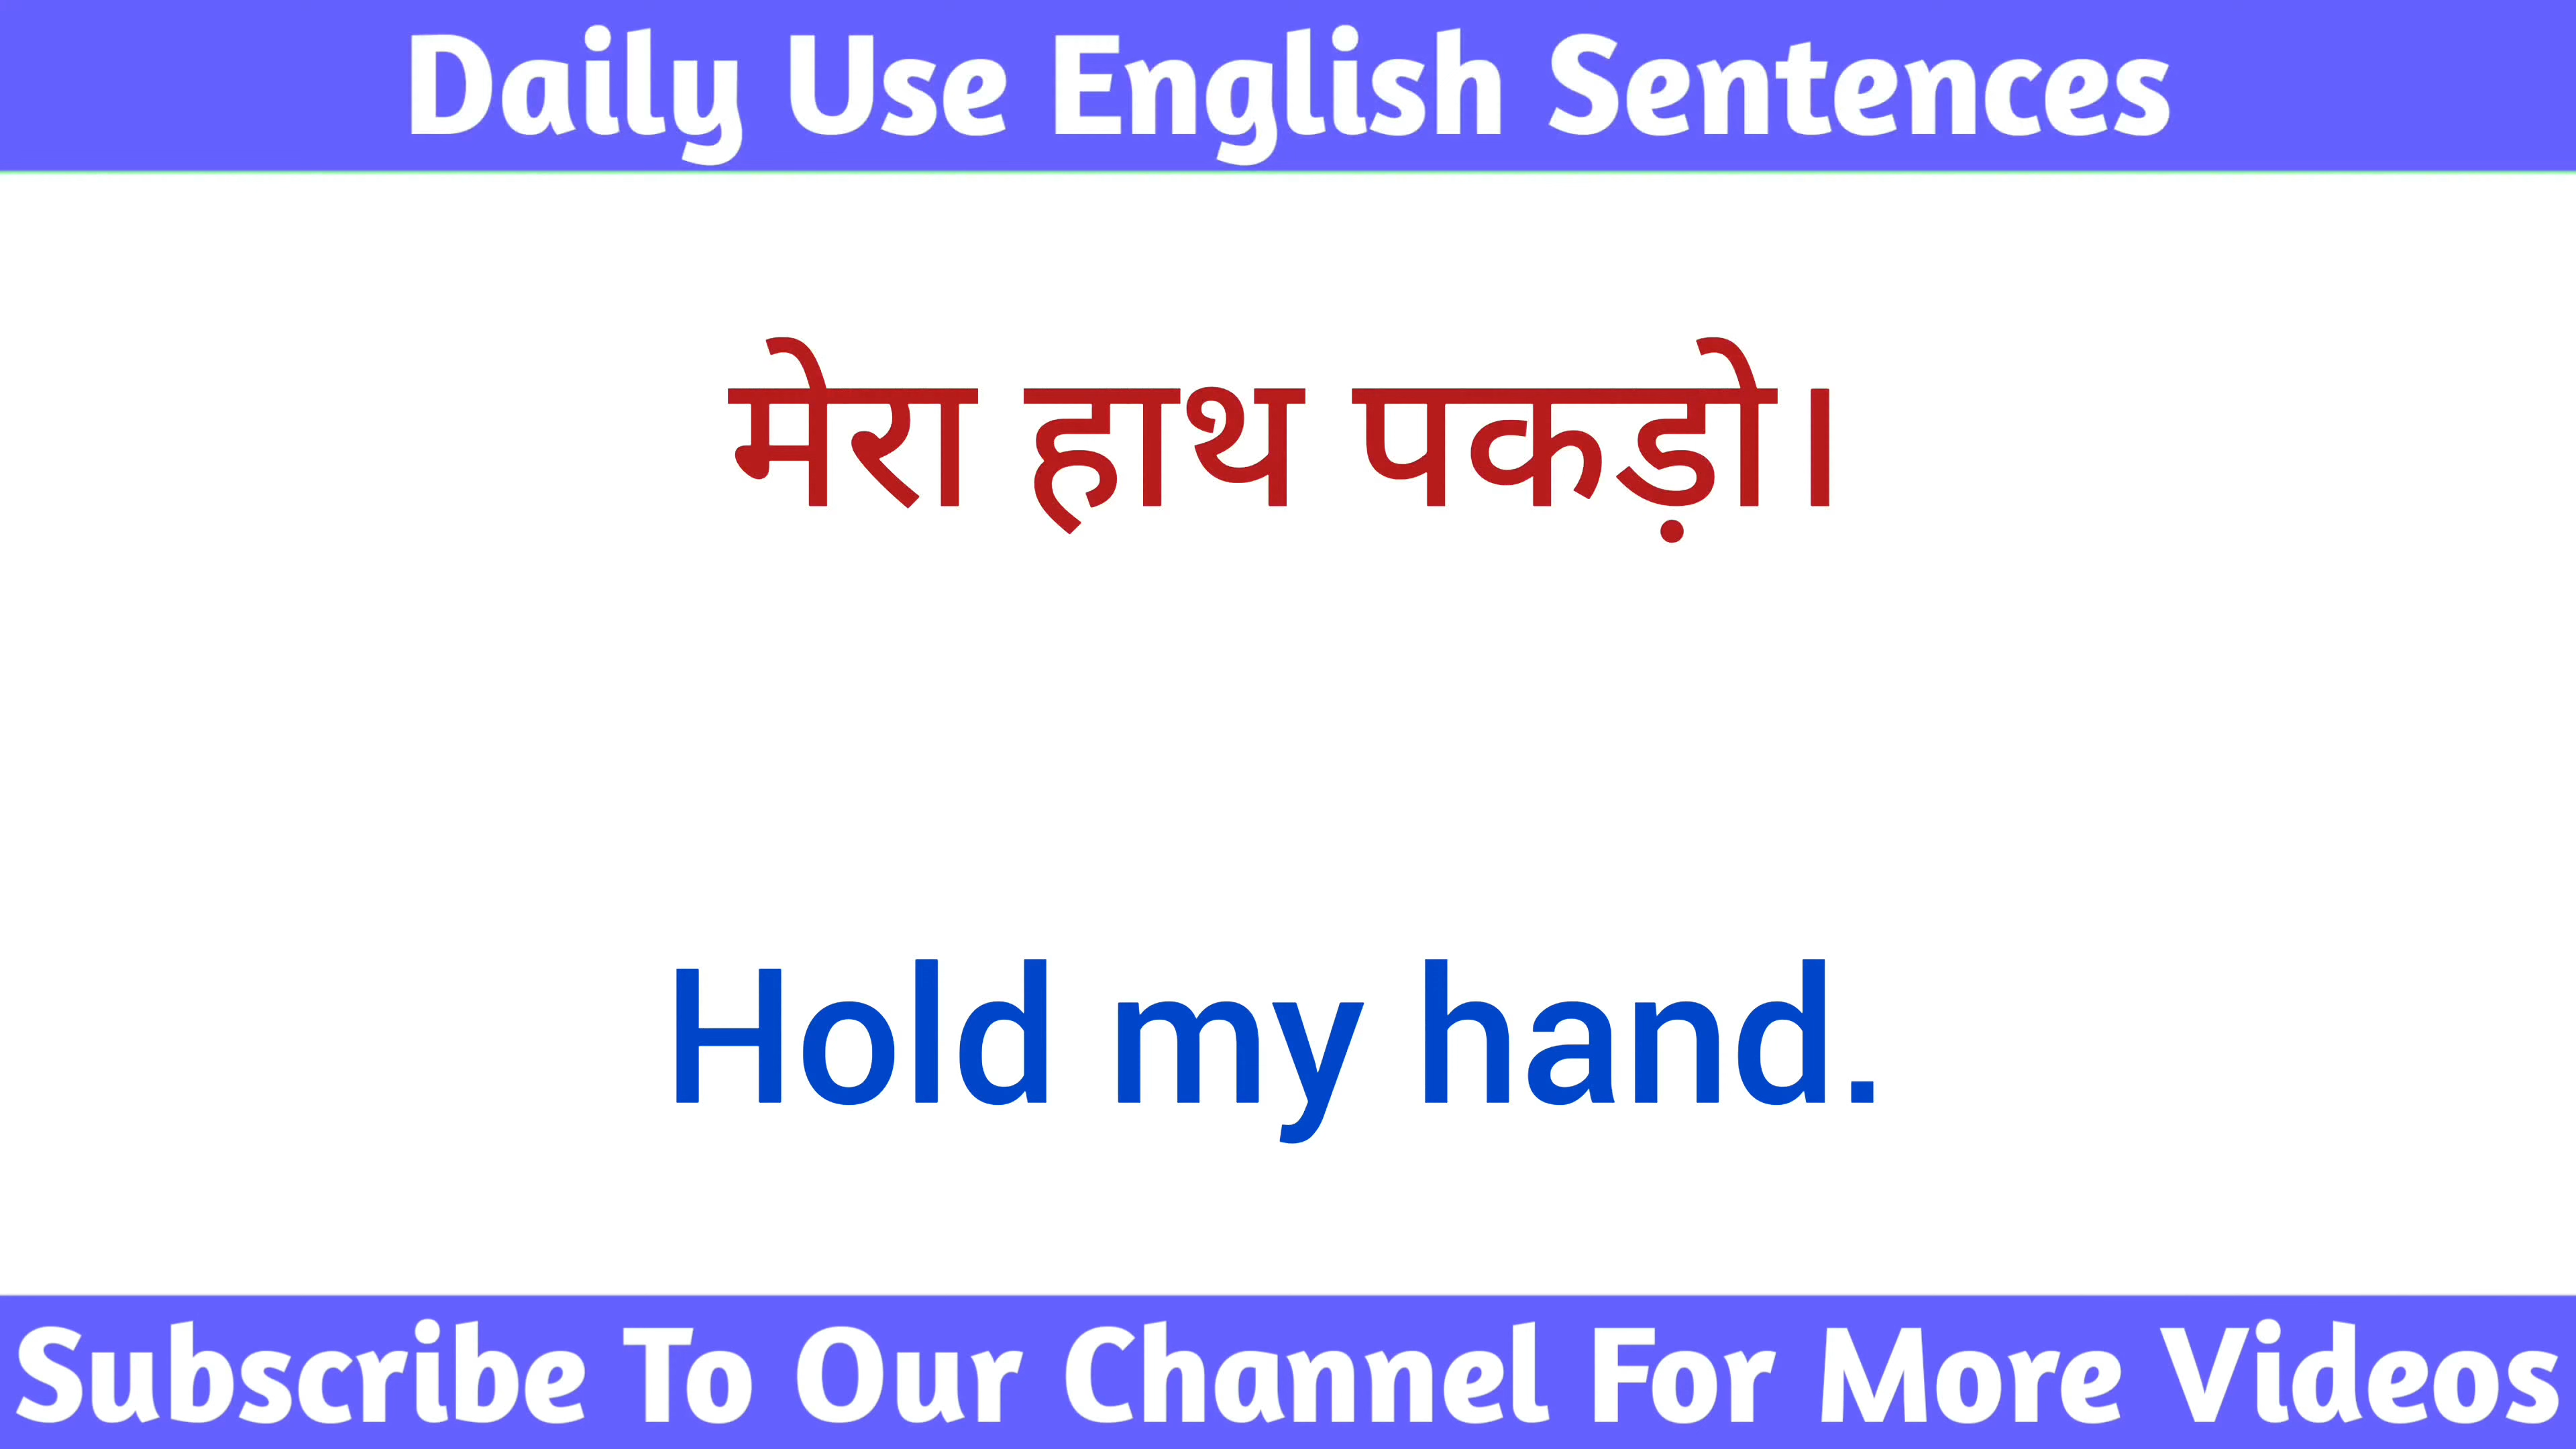 Daily Use English Sentences
मेरा हाथ पकड़ो।
Hold my hand.
Subscribe To Our Channel For More Videos